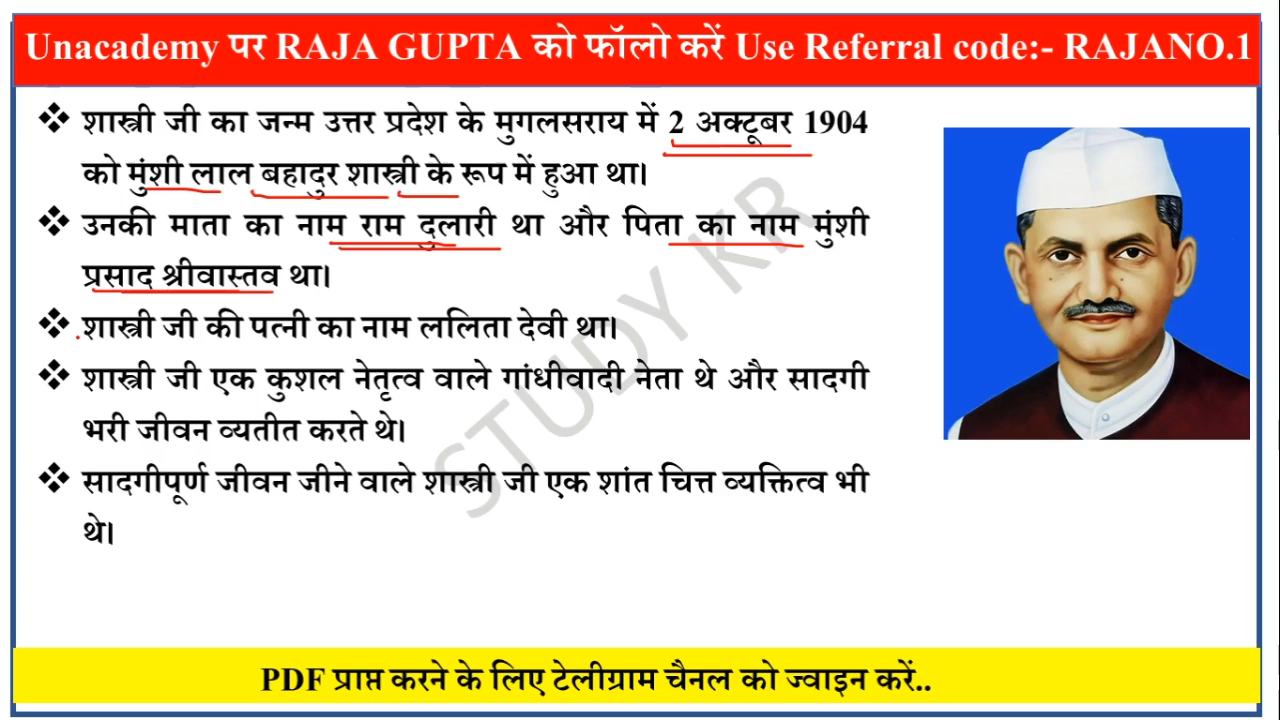 Unacademy पर RAJA GUPTA को फॉलो करें Use Referral code:- RAJANO.1
❖ शास्त्री जी का जन्म उत्तर प्रदेश के मुगलसराय में 2 अक्टूबर 1904
को मुंशी लाल बहादुर शास्त्री के रूप में हुआ था।
❖ उनकी माता का नाम राम दुलारी था और पिता का नाम मुंशी
प्रसाद श्रीवास्तव था।
❖ शास्त्री जी की पत्नी का नाम ललिता देवी था।
❖ शास्त्री जी एक कुशल नेतृत्व वाले गांधीवादी नेता थे और सादगी
भरी जीवन व्यतीत करते थे।
❖ सादगीपूर्ण जीवन जीने वाले शास्त्री जी एक शांत चित्त व्यक्तित्व भी
थे।
STUDY KR
PDF प्राप्त करने के लिए टेलीग्राम चैनल को ज्वाइन करें..